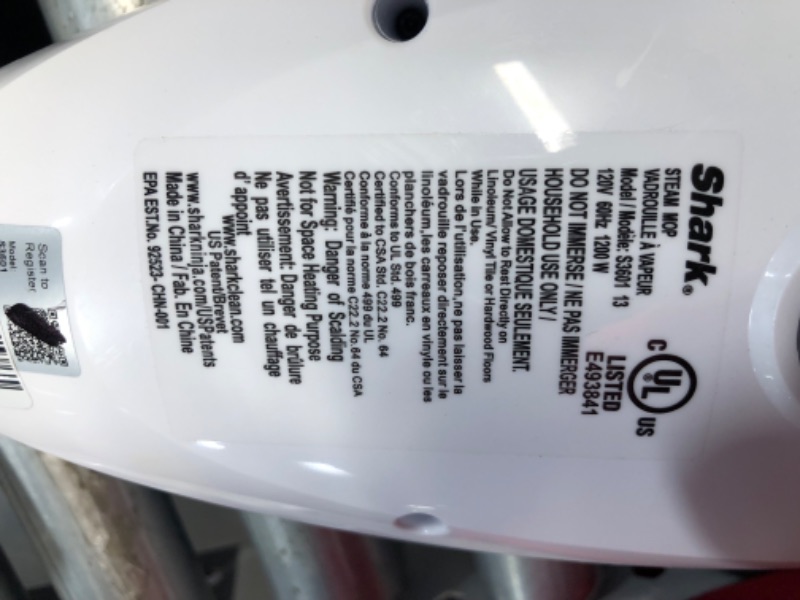 Shark®
STEAM MOP
VADROUILLE À VAPEUR
Model / Modèle: S3601 13
120V 60Hz 1200 W
C UL US
LISTED
E493841
DO NOT IMMERSE / NE PAS IMMERGER
HOUSEHOLD USE ONLY /
USAGE DOMESTIQUE SEULEMENT.
Do Not Allow to Rest Directly on
Linoleum/ Vinyl Tile or Hardwood Floors
While in Use.
Lors de l'utilisation,ne pas laisser la
vadrouille reposer directement sur le
linoléum,les carreaux en vinyle ou les
planchers de bois franc.
Conforms to UL Std. 499
Conforme à la norme 499 du UL
Certified to CSA Std. C22.2 No. 64
Certifié pour la norme C22.2 No.64 du CSA
Warning: Danger of Scalding
Not for Space Heating Purpose
Avertissement: Danger de brûlure
Ne pas utiliser tel un chauffage
d' appoint
www.sharkclean.com
US Patent/Brevet
www.sharkninja.com/USPatents
Made in China / Fab. En Chine
EPA EST.No. 92523-CHN-001
Scan to
Register
Model:
S3601